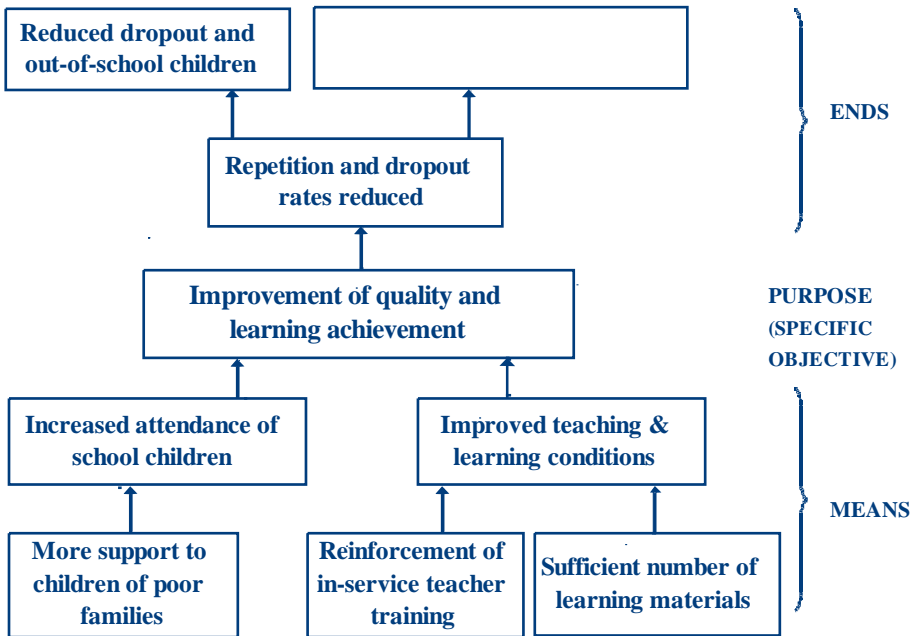 Reduced dropout and
out-of-school children
ENDS
Repetition and dropout
rates reduced
Improvement of quality and
learning achievement
PURPOSE
(SPECIFIC
OBJECTIVE)
Increased attendance of
school children
Improved teaching &
learning conditions
MEANS
More support to
children of poor
families
Reinforcement of
in-service teacher
training
Sufficient number of
learning materials